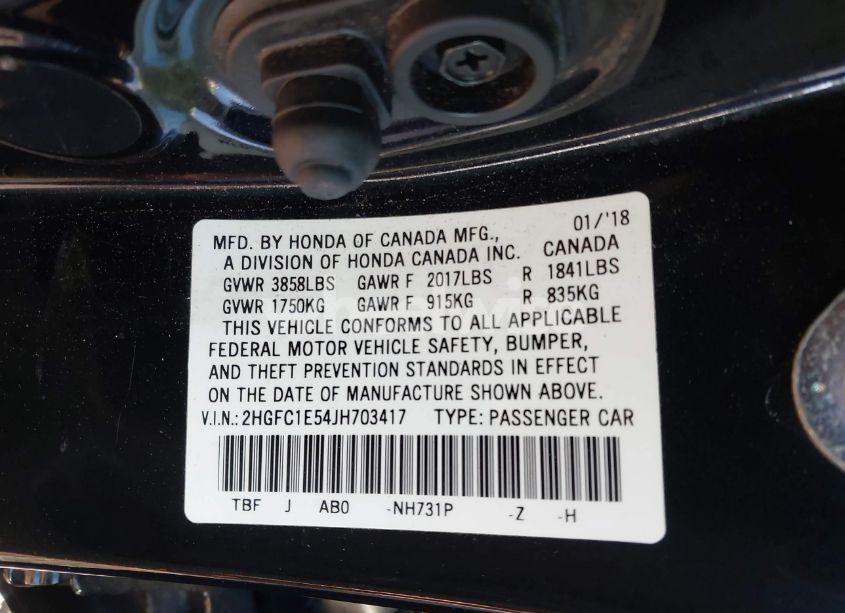 01/'18
MFD. BY HONDA OF CANADA MFG.,
A DIVISION OF HONDA CANADA INC. CANADA
GVWR 3858LBS GAWR F 2017LBS R 1841LBS
GVWR 1750KG GAWR F 915KG R 835KG
THIS VEHICLE CONFORMS TO ALL APPLICABLE
FEDERAL MOTOR VEHICLE SAFETY, BUMPER,
AND THEFT PREVENTION STANDARDS IN EFFECT
ON THE DATE OF MANUFACTURE SHOWN ABOVE.
V.I.N.: 2HGFC1E54JH703417 TYPE: PASSENGER CAR
TBF J AB0 -NH731P -Z -H